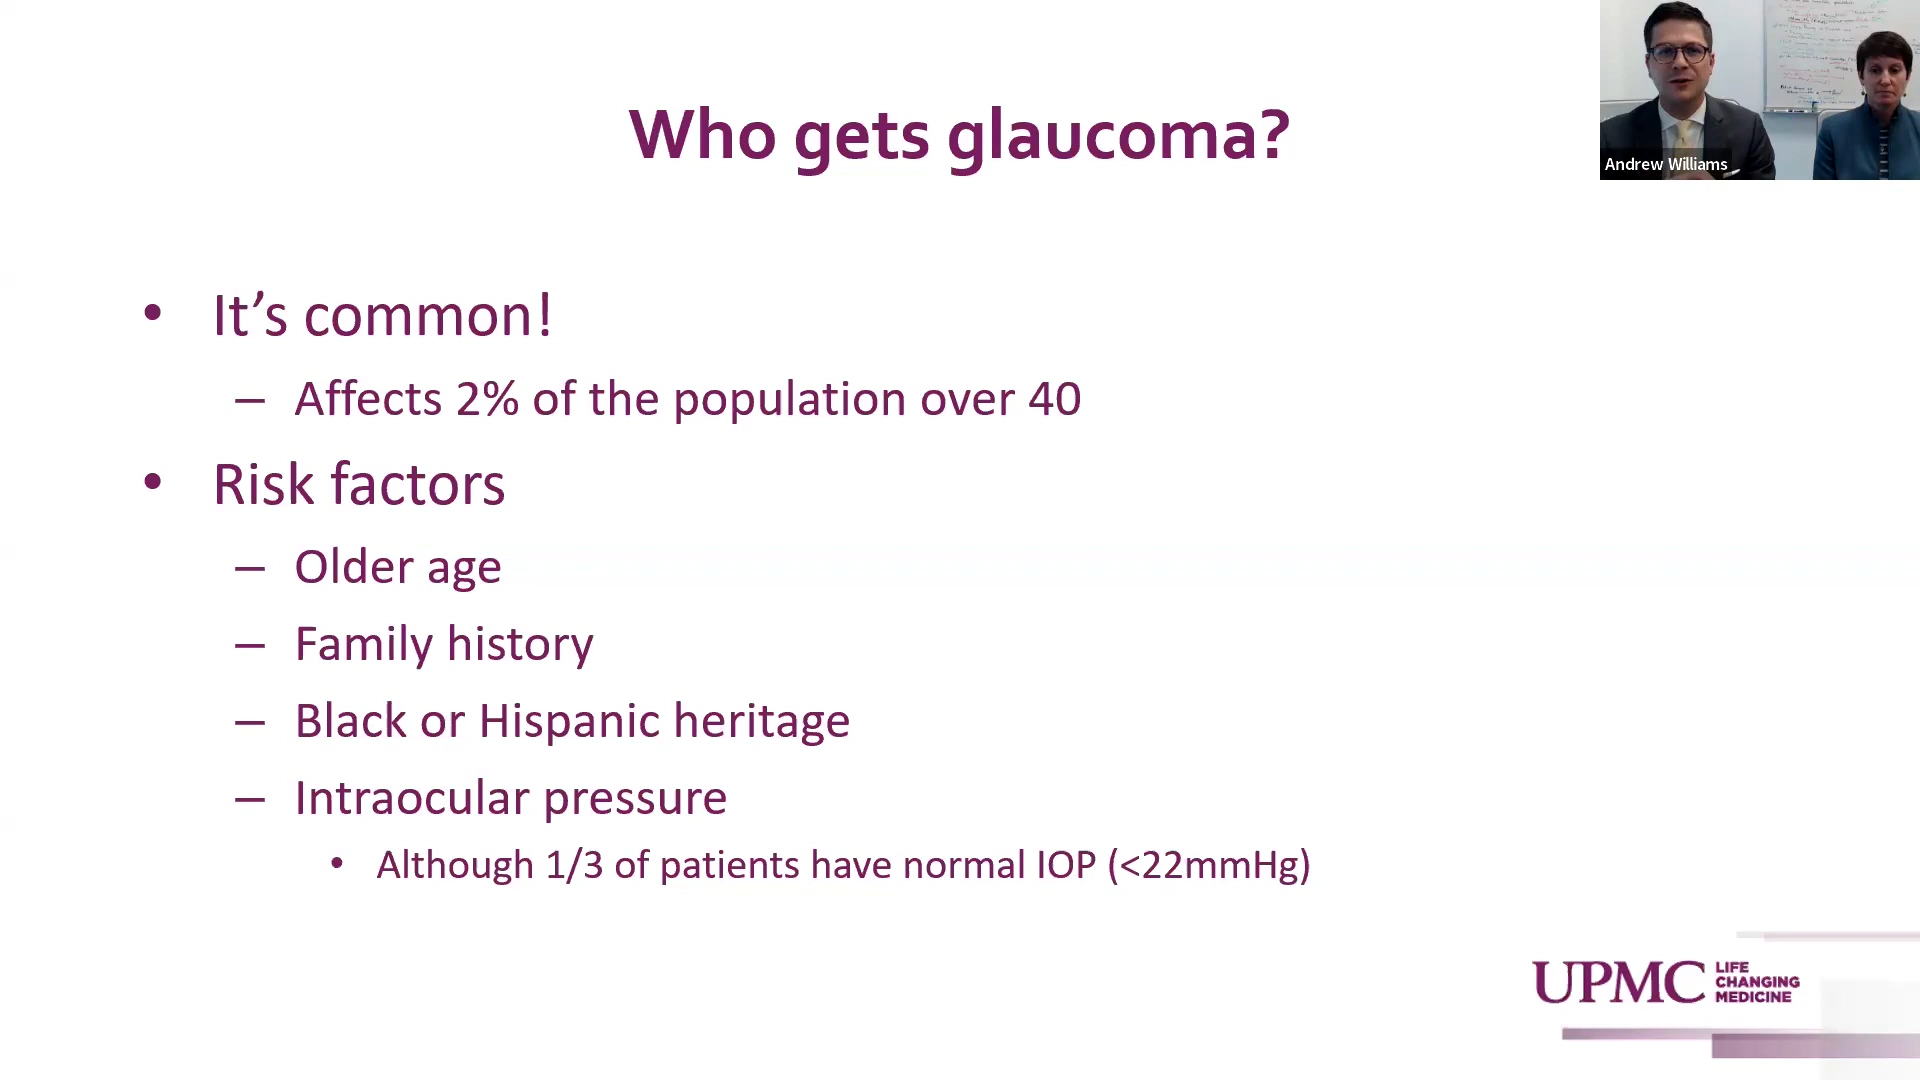 Who gets glaucoma?
Andrew Williams
• It’s common!
– Affects 2% of the population over 40
• Risk factors
– Older age
– Family history
– Black or Hispanic heritage
– Intraocular pressure
• Although 1/3 of patients have normal IOP (<22mmHg)
UPMC LIFE
CHANGING
MEDICINE